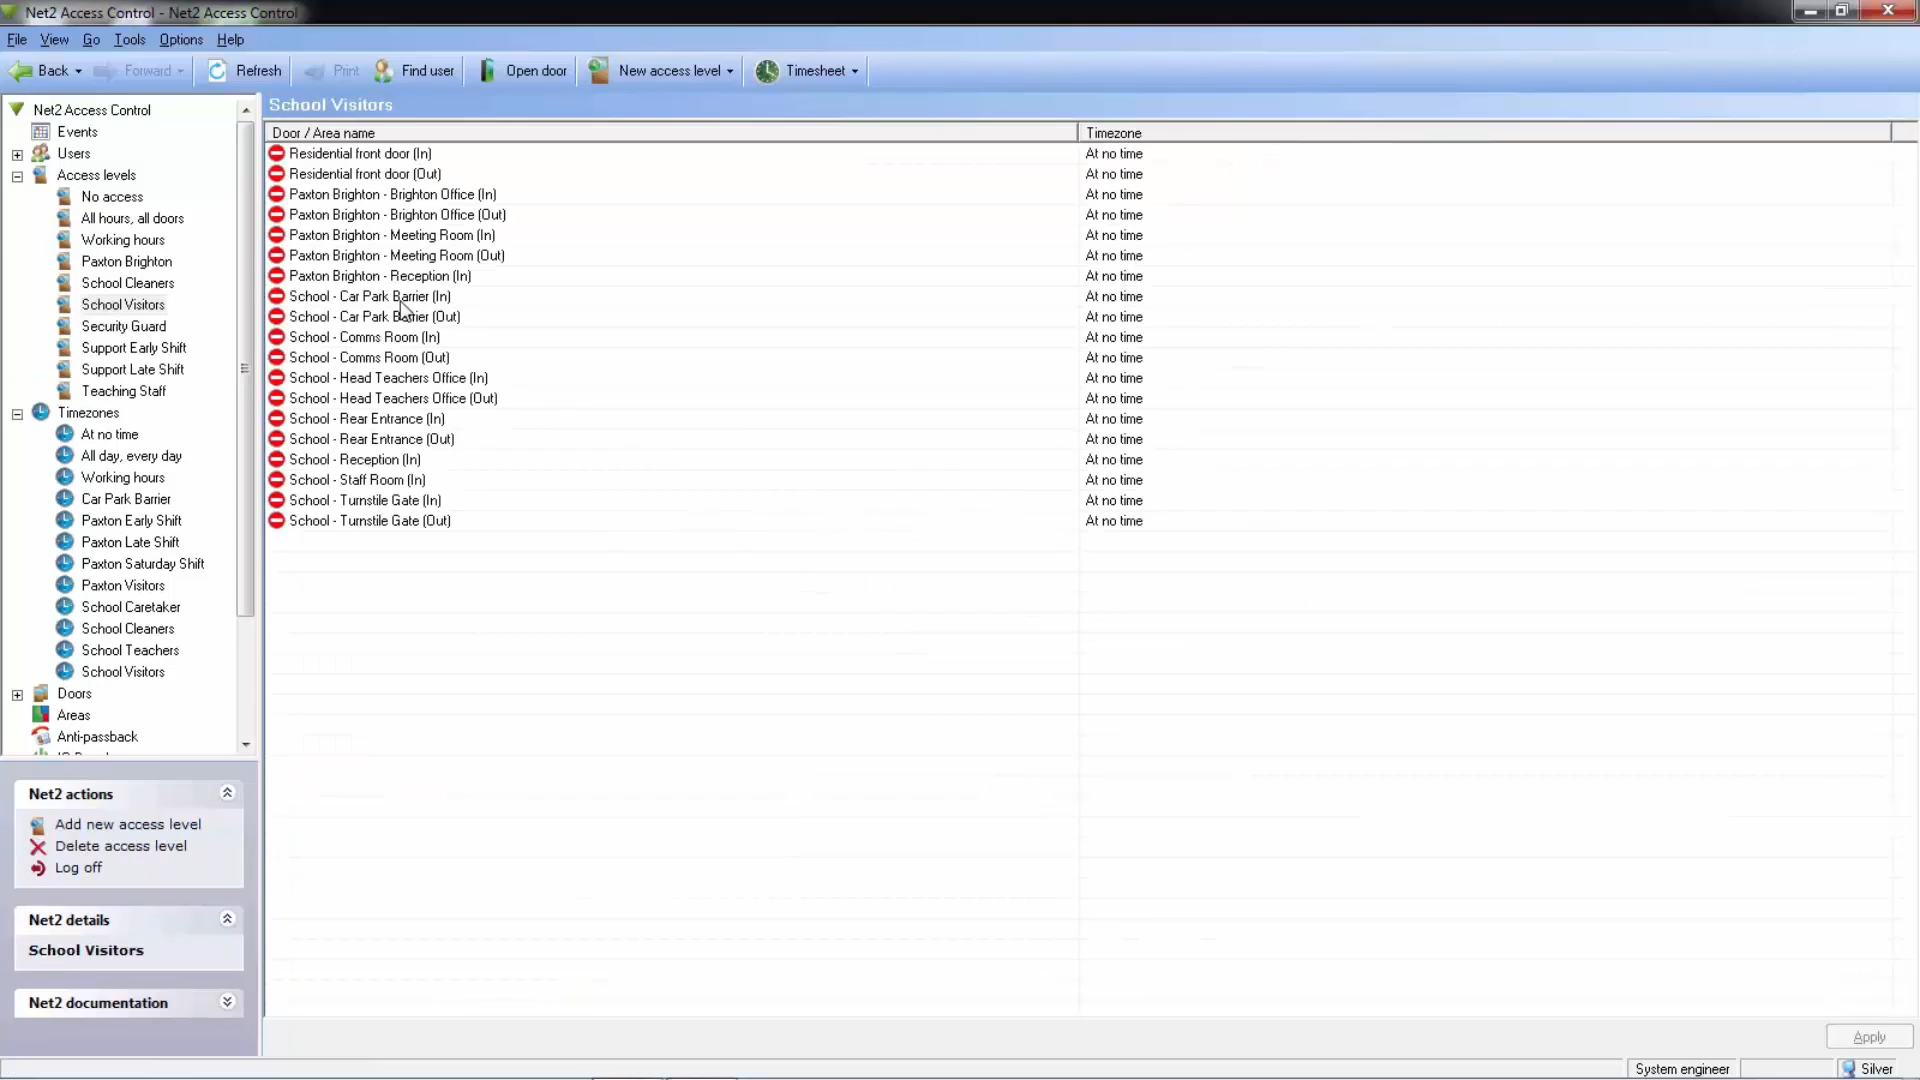 Net2 Access Control - Net2 Access Control
File View Go Tools Options Help
Back Forward Refresh Print Find user Open door New access level Timesheet
Net2 Access Control
Events
Users
Access levels
No access
All hours, all doors
Working hours
Paxton Brighton
School Cleaners
School Visitors
Security Guard
Support Early Shift
Support Late Shift
Teaching Staff
Timezones
At no time
All day, every day
Working hours
Car Park Barrier
Paxton Early Shift
Paxton Late Shift
Paxton Saturday Shift
Paxton Visitors
School Caretaker
School Cleaners
School Teachers
School Visitors
Doors
Areas
Anti-passback
Net2 actions
Add new access level
Delete access level
Log off
Net2 details
School Visitors
Net2 documentation
School Visitors
Door / Area name Timezone
Residential front door (In) At no time
Residential front door (Out) At no time
Paxton Brighton - Brighton Office (In) At no time
Paxton Brighton - Brighton Office (Out) At no time
Paxton Brighton - Meeting Room (In) At no time
Paxton Brighton - Meeting Room (Out) At no time
Paxton Brighton - Reception (In) At no time
School - Car Park Barrier (In) At no time
School - Car Park Barrier (Out) At no time
School - Comms Room (In) At no time
School - Comms Room (Out) At no time
School - Head Teachers Office (In) At no time
School - Head Teachers Office (Out) At no time
School - Rear Entrance (In) At no time
School - Rear Entrance (Out) At no time
School - Reception (In) At no time
School - Staff Room (In) At no time
School - Turnstile Gate (In) At no time
School - Turnstile Gate (Out) At no time
Apply
System engineer Silver